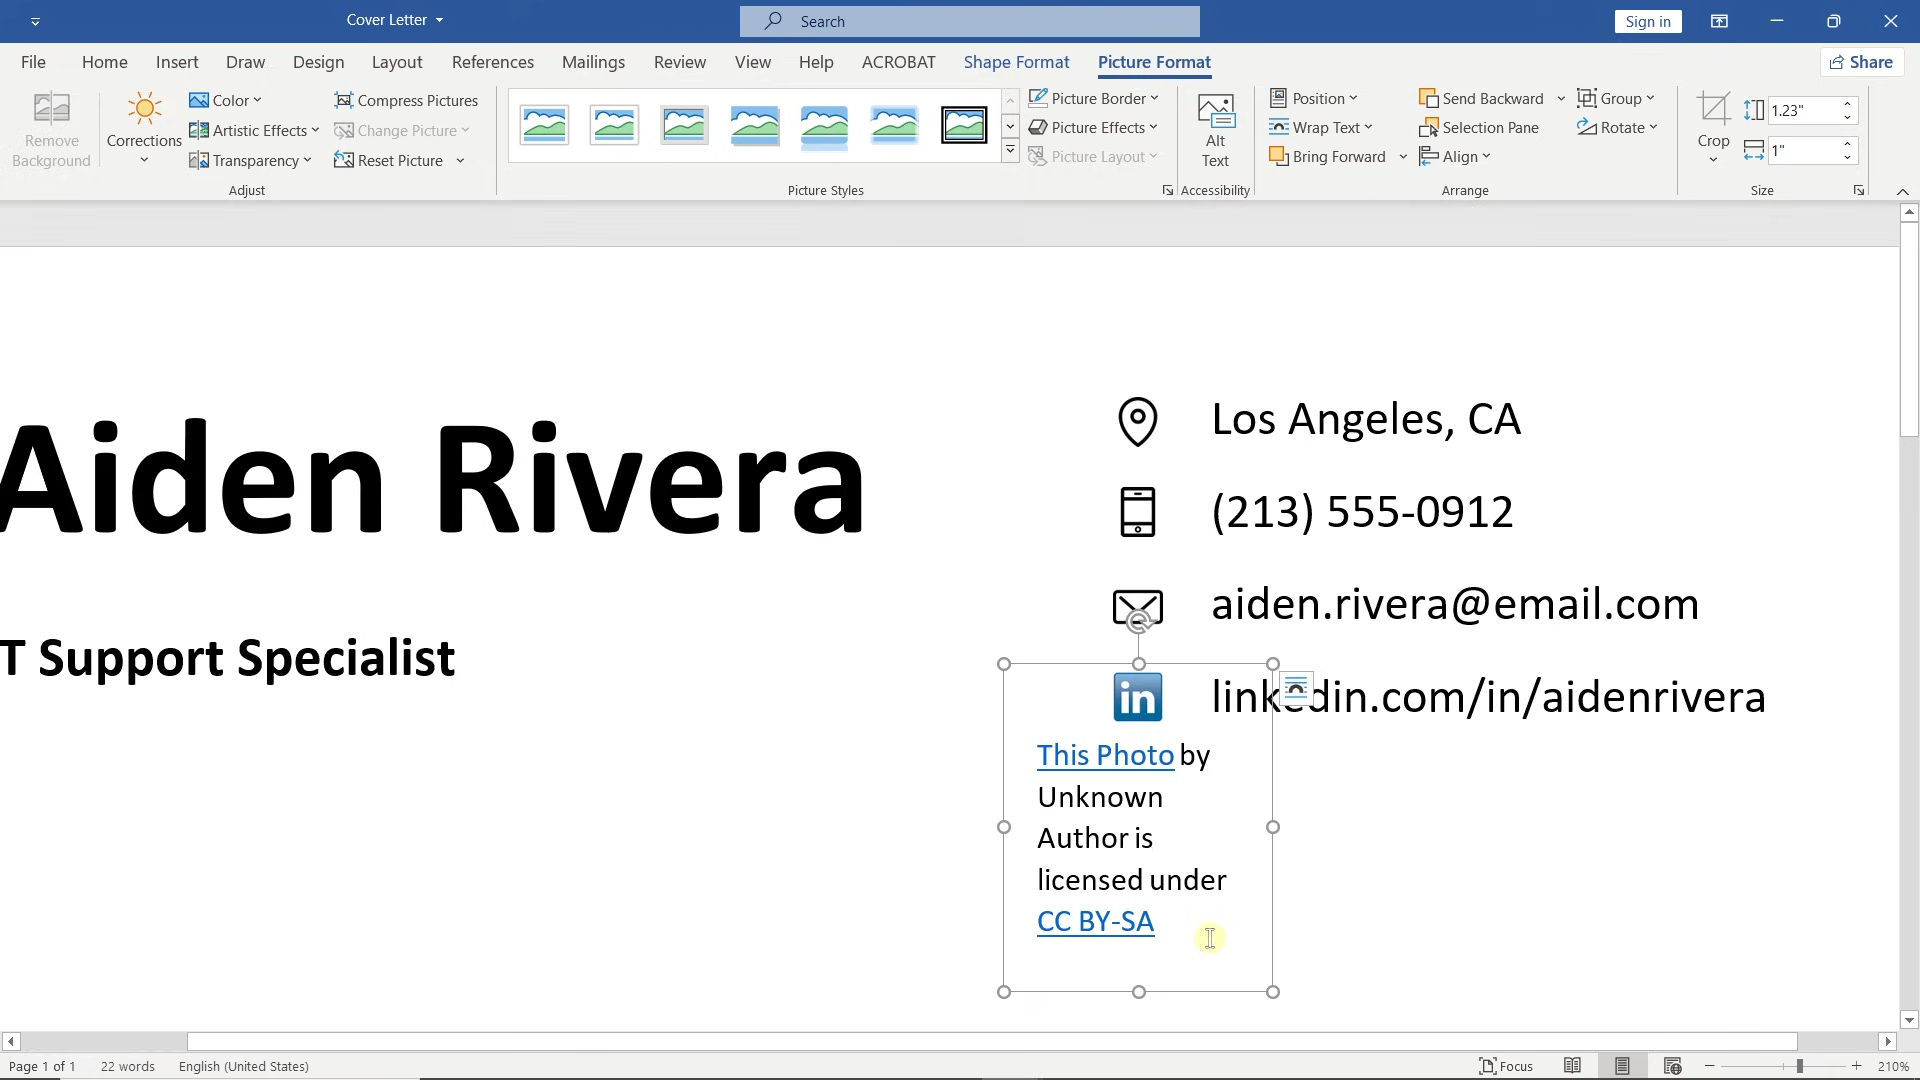 Cover Letter
Search
Sign in
File Home Insert Draw Design Layout References Mailings Review View Help ACROBAT Shape Format Picture Format Share
Remove Background
Corrections
Color
Artistic Effects
Transparency
Compress Pictures
Change Picture
Reset Picture
Adjust
Picture Styles
Picture Border
Picture Effects
Picture Layout
Alt Text
Accessibility
Position
Wrap Text
Bring Forward
Send Backward
Selection Pane
Align
Group
Rotate
Arrange
Crop
1.23"
1"
Size
Aiden Rivera
T Support Specialist
Los Angeles, CA
(213) 555-0912
aiden.rivera@email.com
in
linkedin.com/in/aidenrivera
This Photo by
Unknown
Author is
licensed under
CC BY-SA
Page 1 of 1 22 words English (United States) Focus 210%